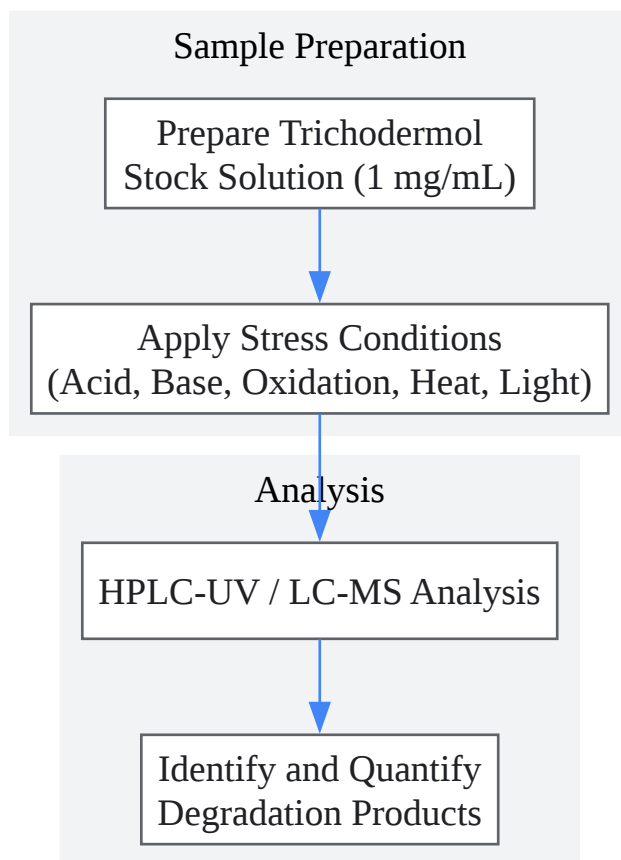 Sample Preparation
Prepare Trichodermol
Stock Solution (1 mg/mL)
Apply Stress Conditions
(Acid, Base, Oxidation, Heat, Light)
Analysis
HPLC-UV / LC-MS Analysis
Identify and Quantify
Degradation Products